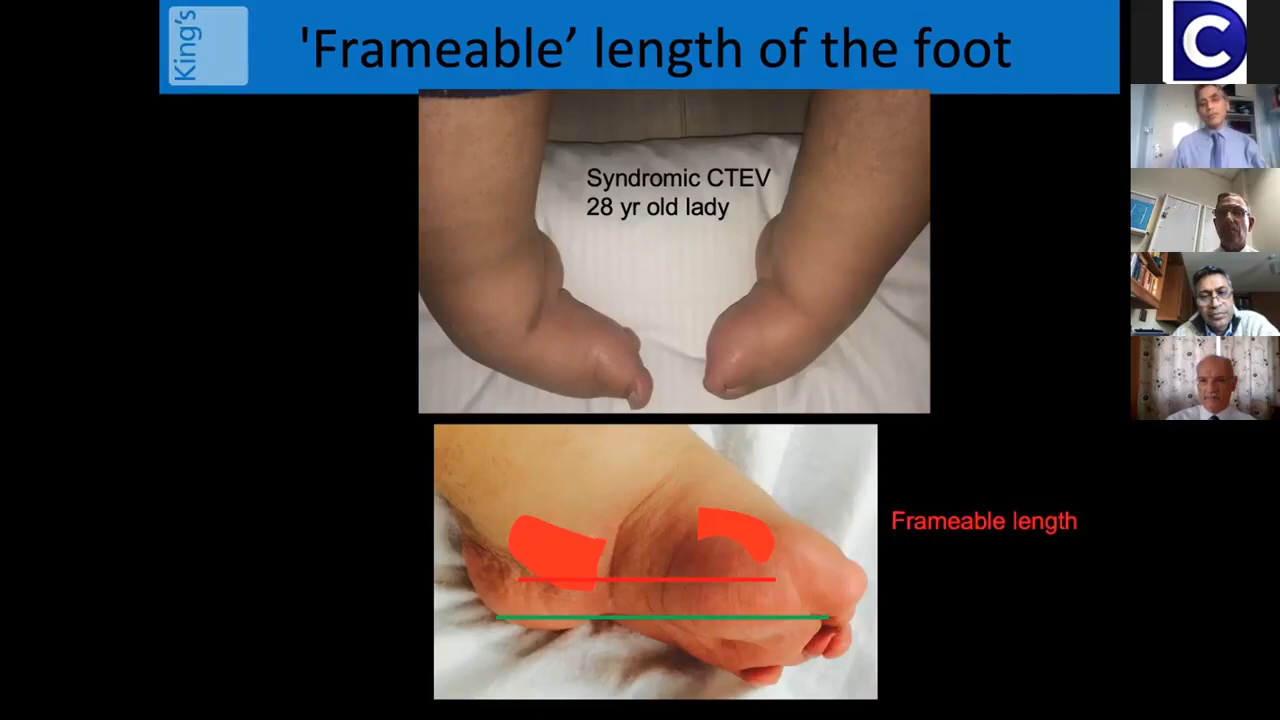 King's
'Frameable’ length of the foot
Syndromic CTEV
28 yr old lady
Frameable length
C